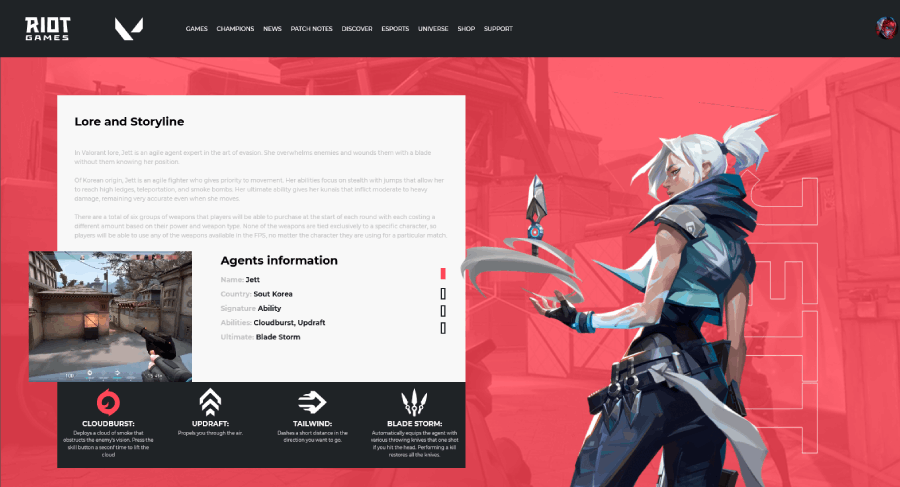 RIOT
GAMES
GAMES CHAMPIONS NEWS PATCH NOTES DISCOVER ESPORTS UNIVERSE SHOP SUPPORT
Lore and Storyline
In Valorant lore, Jett is an agile agent expert in the art of evasion. She overwhelms enemies and wounds them with a blade
without them knowing her position.
Of Korean origin, Jett is an agile fighter who gives priority to movement. Her abilities focus on stealth with jumps that allow her
to reach high ledges, teleportation, and smoke bombs. Her ultimate ability gives her kunais that inflict moderate to heavy
damage, remaining very accurate even when she moves.
There are a total of six groups of weapons that players will be able to purchase at the start of each round with each costing a
different amount based on their power and weapon type. None of the weapons are tied exclusively to a specific character, so
players will be able to use any of the weapons available in the FPS, no matter the character they are using for a particular match.
Agents information
Name: Jett
Country: Sout Korea
Signature Ability
Abilities: Cloudburst, Updraft
Ultimate: Blade Storm
JETT
CLOUDBURST:
Deploys a cloud of smoke that
obstructs the enemy's vision. Press the
skill button a second time to lift the
cloud
UPDRAFT:
Propels you through the air.
TAILWIND:
Dashes a short distance in the
direction you want to go.
BLADE STORM:
Automatically equips the agent with
various throwing knives that one shot
if you hit the head. Performing a kill
restores all the knives.